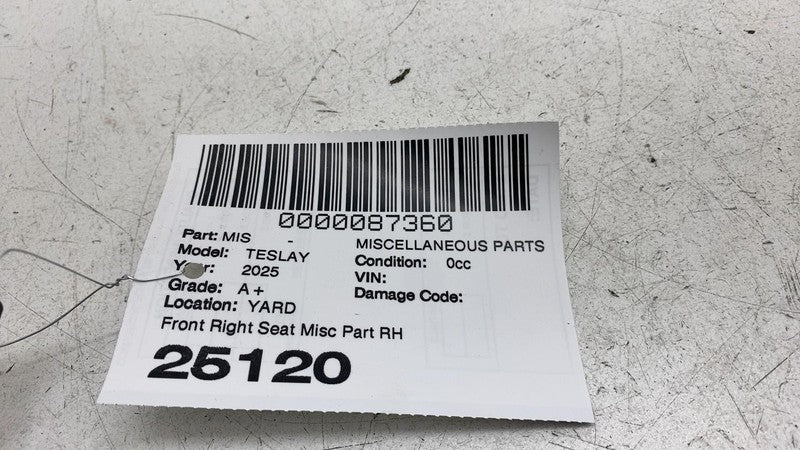 0000087360
Part: MIS - MISCELLANEOUS PARTS
Model: TESLAY Condition: 0cc
Year: 2025 VIN:
Grade: A+ Damage Code:
Location: YARD
Front Right Seat Misc Part RH
25120